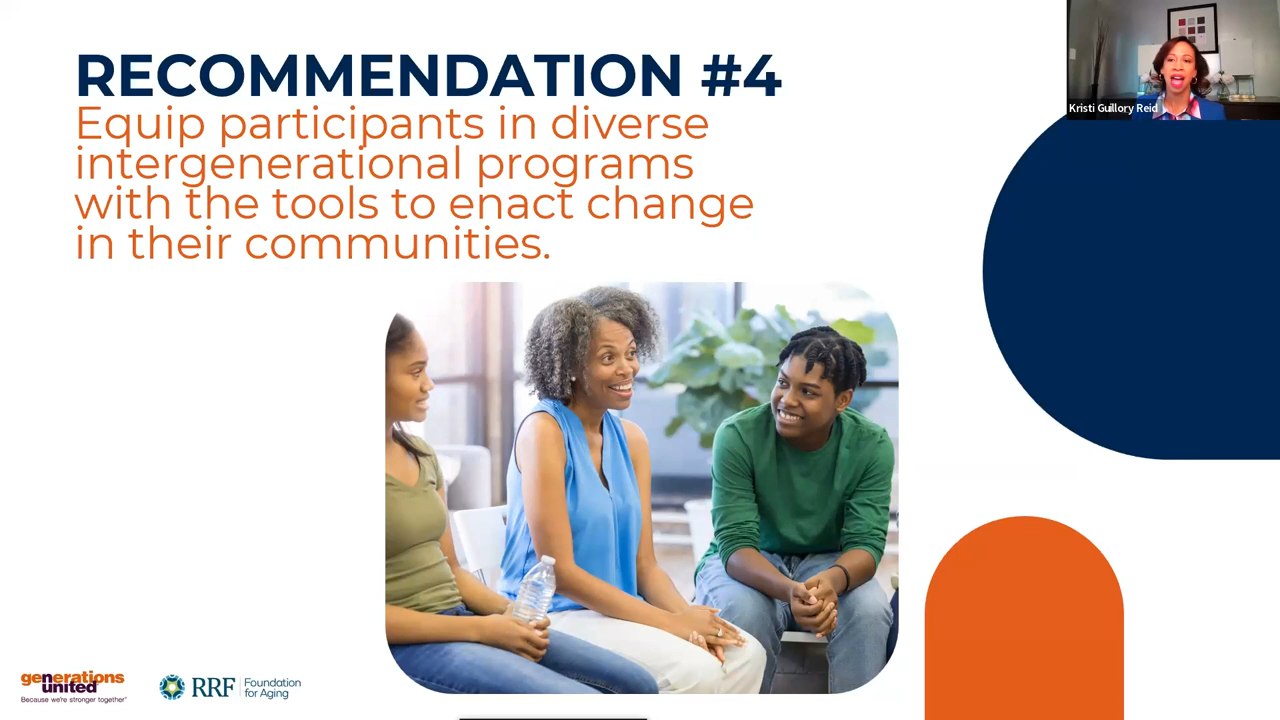 RECOMMENDATION #4
Equip participants in diverse
intergenerational programs
with the tools to enact change
in their communities.
Kristi Guillory Reid
generations
united
Because we're stronger together®
RRF
Foundation
for Aging